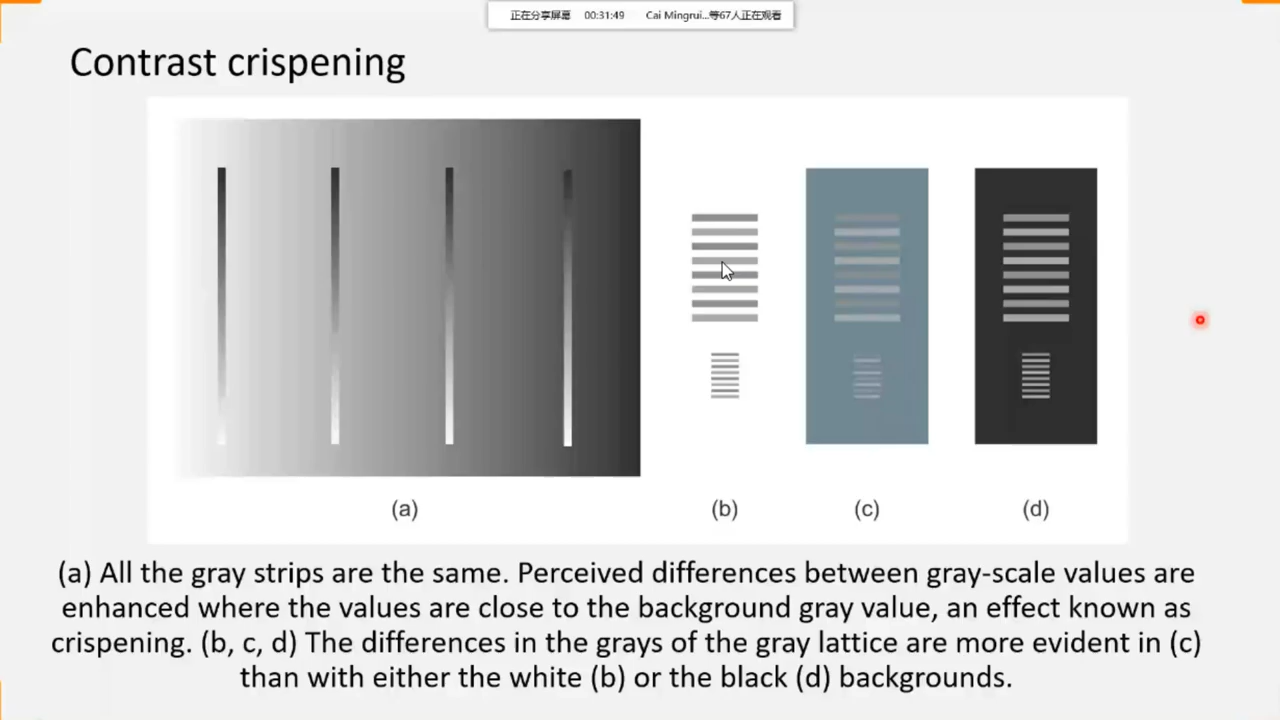 正在分享屏幕 00:31:49 Cai Mingrui...等67人正在观看
Contrast crispening
(a) (b) (c) (d)
(a) All the gray strips are the same. Perceived differences between gray-scale values are
enhanced where the values are close to the background gray value, an effect known as
crispening. (b, c, d) The differences in the grays of the gray lattice are more evident in (c)
than with either the white (b) or the black (d) backgrounds.